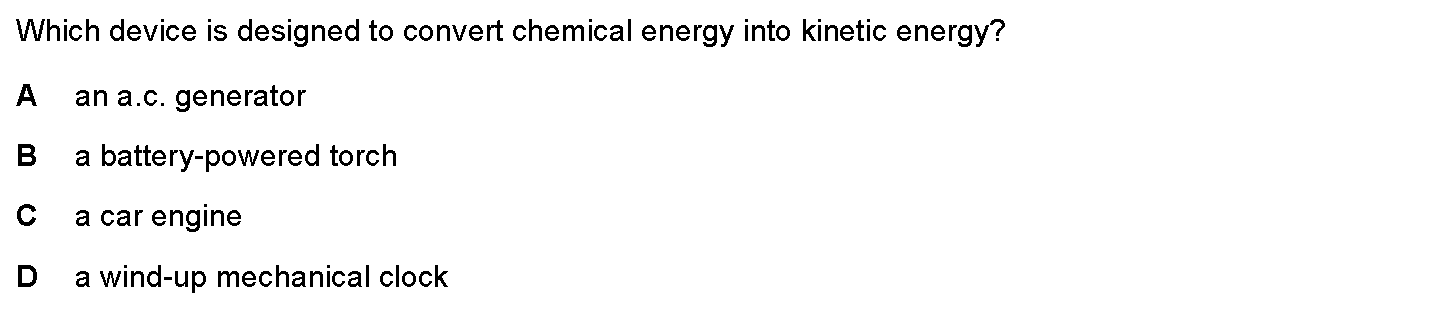 Which device is designed to convert chemical energy into kinetic energy?
A an a.c. generator
B a battery-powered torch
C a car engine
D a wind-up mechanical clock